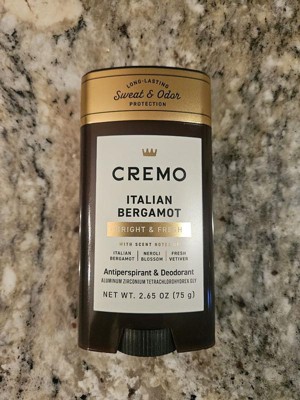 LONG-LASTING
Sweat & Odor
PROTECTION
CREMO
ITALIAN
BERGAMOT
BRIGHT & FRESH
WITH SCENT NOTES OF
ITALIAN BERGAMOT | NEROLI BLOSSOM | FRESH VETIVER
Antiperspirant & Deodorant
ALUMINUM ZIRCONIUM TETRACHLOROHYDREX GLY
NET WT. 2.65 OZ (75 g)